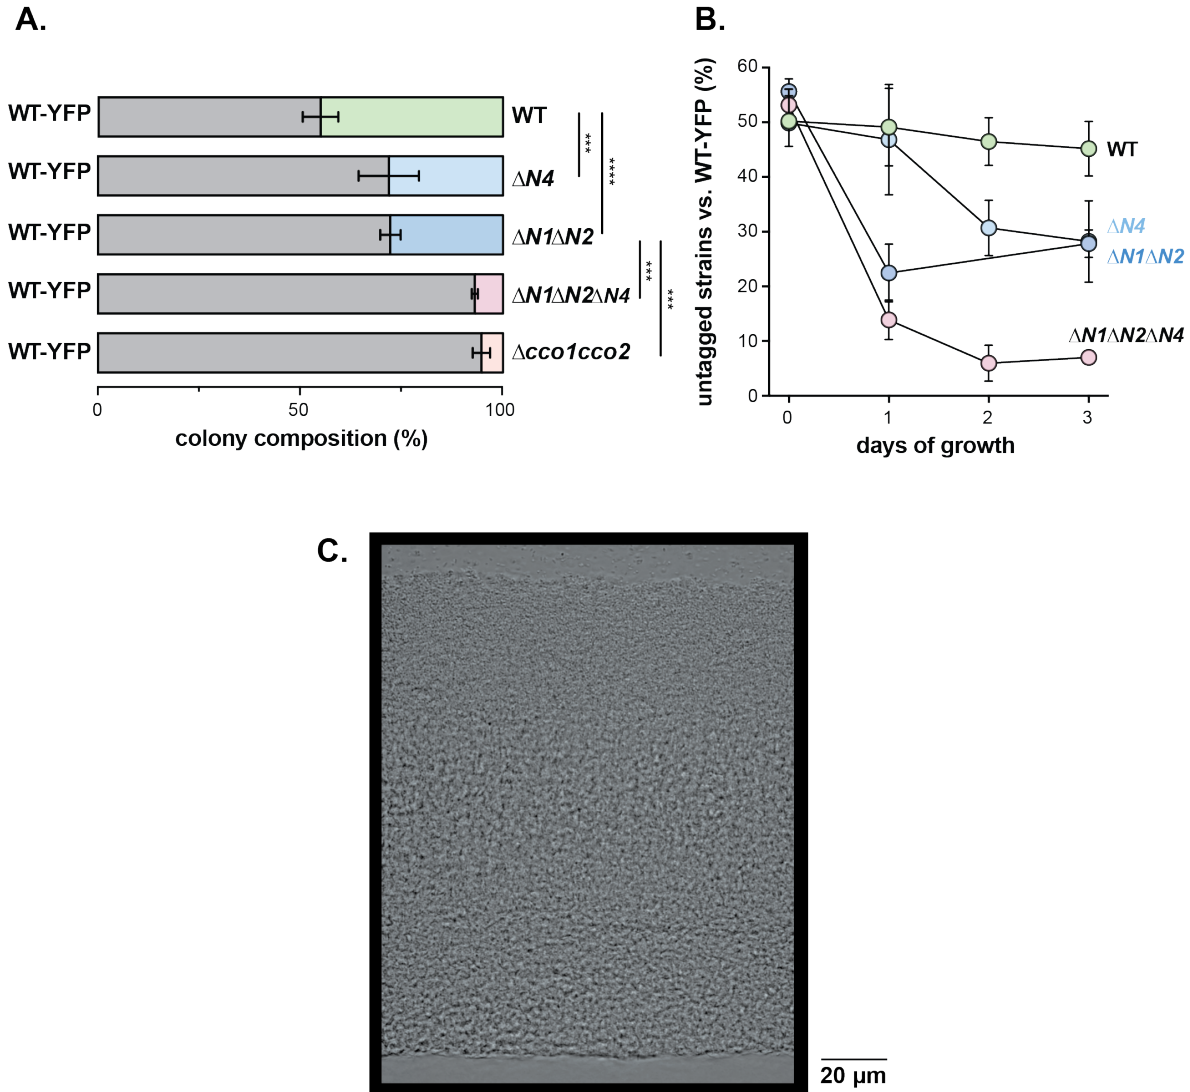 A.
WT-YFP
WT
WT-YFP
ΔN4
WT-YFP
ΔN1ΔN2
WT-YFP
ΔN1ΔN2ΔN4
WT-YFP
Δcco1cco2
***
****
***
***
0 50 100
colony composition (%)
B.
untagged strains vs. WT-YFP (%)
60
50
40
30
20
10
0
WT
ΔN4
ΔN1ΔN2
ΔN1ΔN2ΔN4
0 1 2 3
days of growth
C.
20 µm